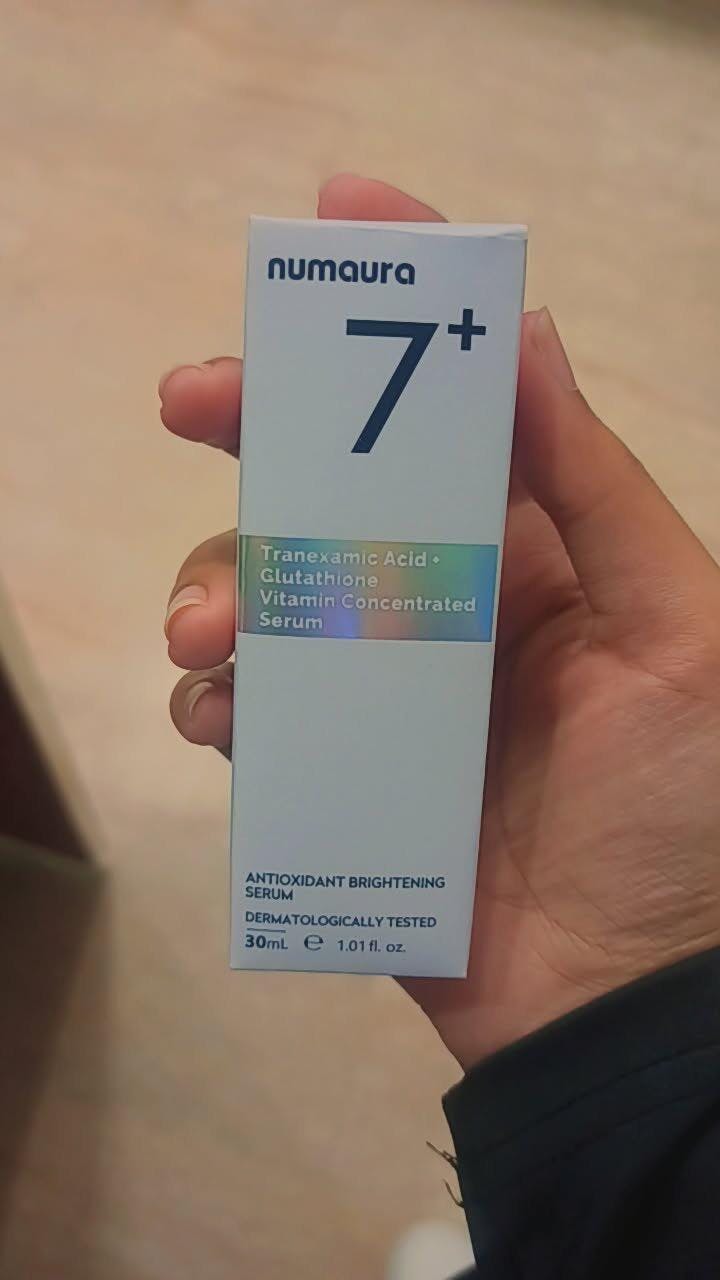 numaura
7+
Tranexamic Acid +
Glutathione
Vitamin Concentrated
Serum
ANTIOXIDANT BRIGHTENING
SERUM
DERMATOLOGICALLY TESTED
30mL ℮ 1.01 fl. oz.